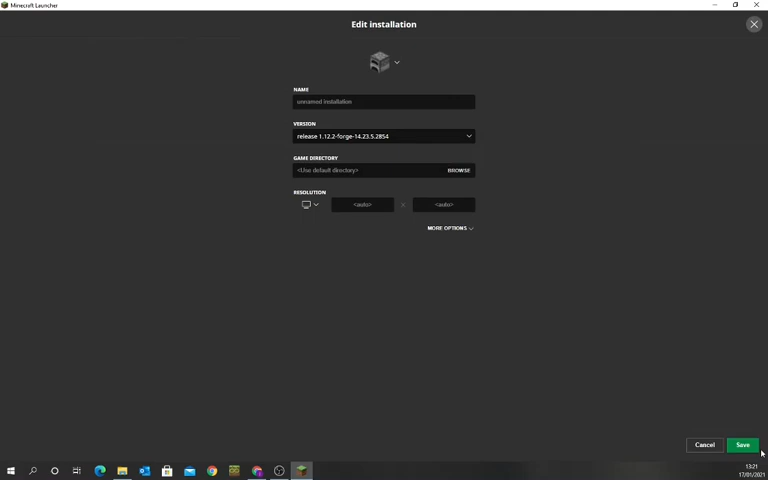 Minecraft Launcher
Edit installation
NAME
unnamed installation
VERSION
release 1.12.2-forge-14.23.5.2854
GAME DIRECTORY
<Use default directory>
BROWSE
RESOLUTION
<auto>
x
<auto>
MORE OPTIONS
Cancel
Save
13:21
17/01/2021